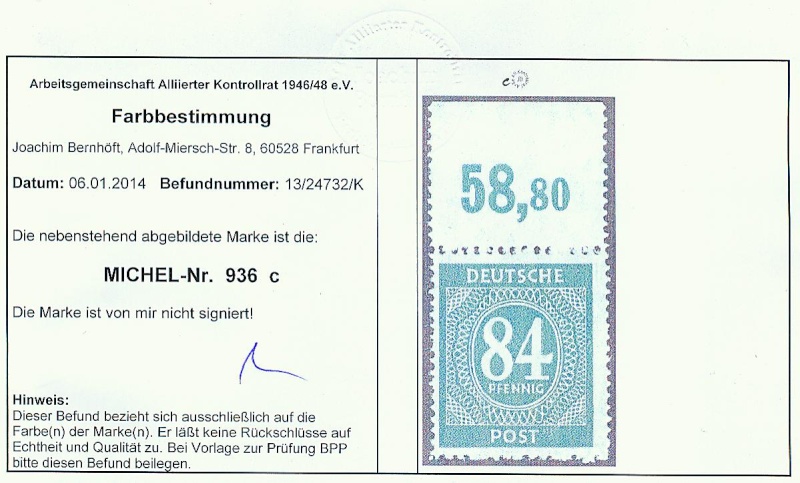 Alliierter Kontrollrat
Arbeitsgemeinschaft Alliierter Kontrollrat 1946/48 e.V.
Farbbestimmung
Joachim Bernhöft, Adolf-Miersch-Str. 8, 60528 Frankfurt
Datum: 06.01.2014 Befundnummer: 13/24732/K
Die nebenstehend abgebildete Marke ist die:
MICHEL-Nr. 936 c
Die Marke ist von mir nicht signiert!
Hinweis:
Dieser Befund bezieht sich ausschließlich auf die
Farbe(n) der Marke(n). Er läßt keine Rückschlüsse auf
Echtheit und Qualität zu. Bei Vorlage zur Prüfung BPP
bitte diesen Befund beilegen.
c
58,80
DEUTSCHE
84
PFENNIG
POST